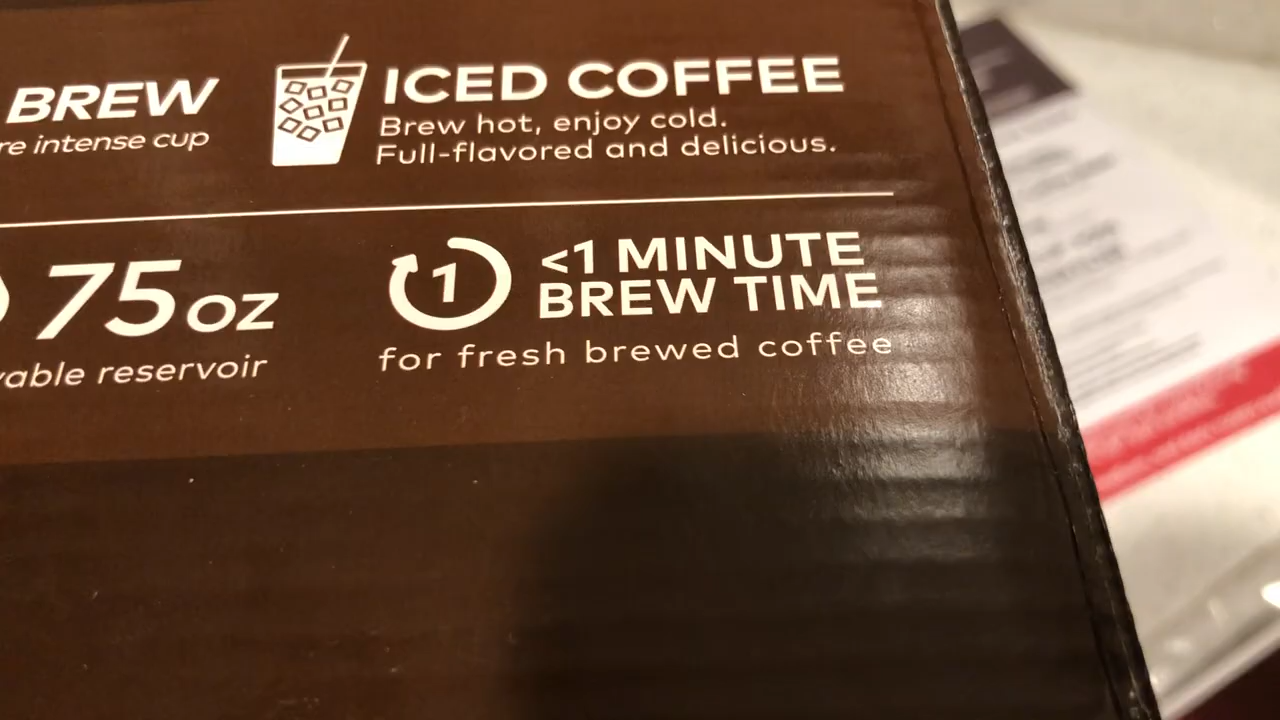 BREW
re intense cup
ICED COFFEE
Brew hot, enjoy cold.
Full-flavored and delicious.
75oz
vable reservoir
1
<1 MINUTE
BREW TIME
for fresh brewed coffee